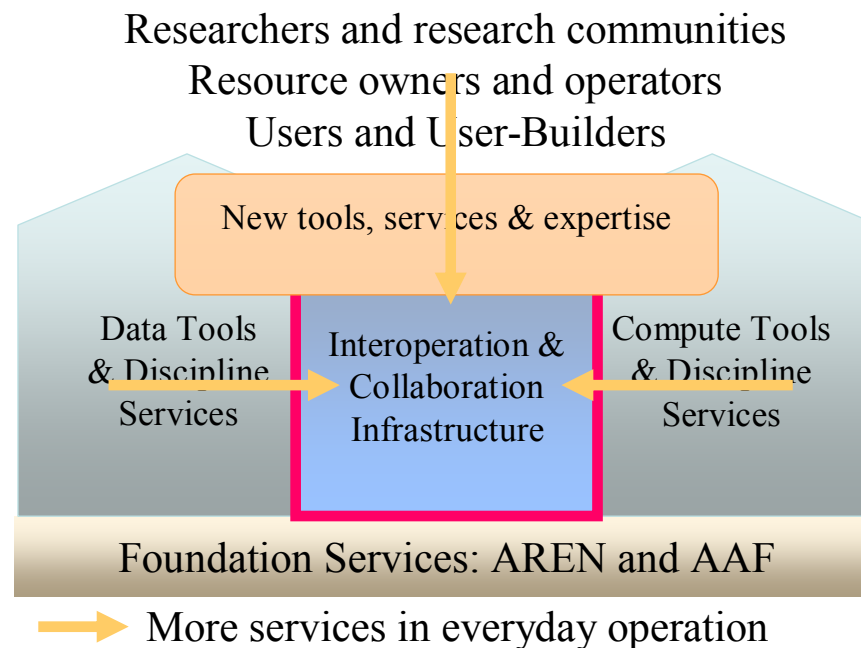 Researchers and research communities
Resource owners and operators
Users and User-Builders
New tools, services & expertise
Data Tools
& Discipline
Services
Interoperation &
Collaboration
Infrastructure
Compute Tools
& Discipline
Services
Foundation Services: AREN and AAF
More services in everyday operation